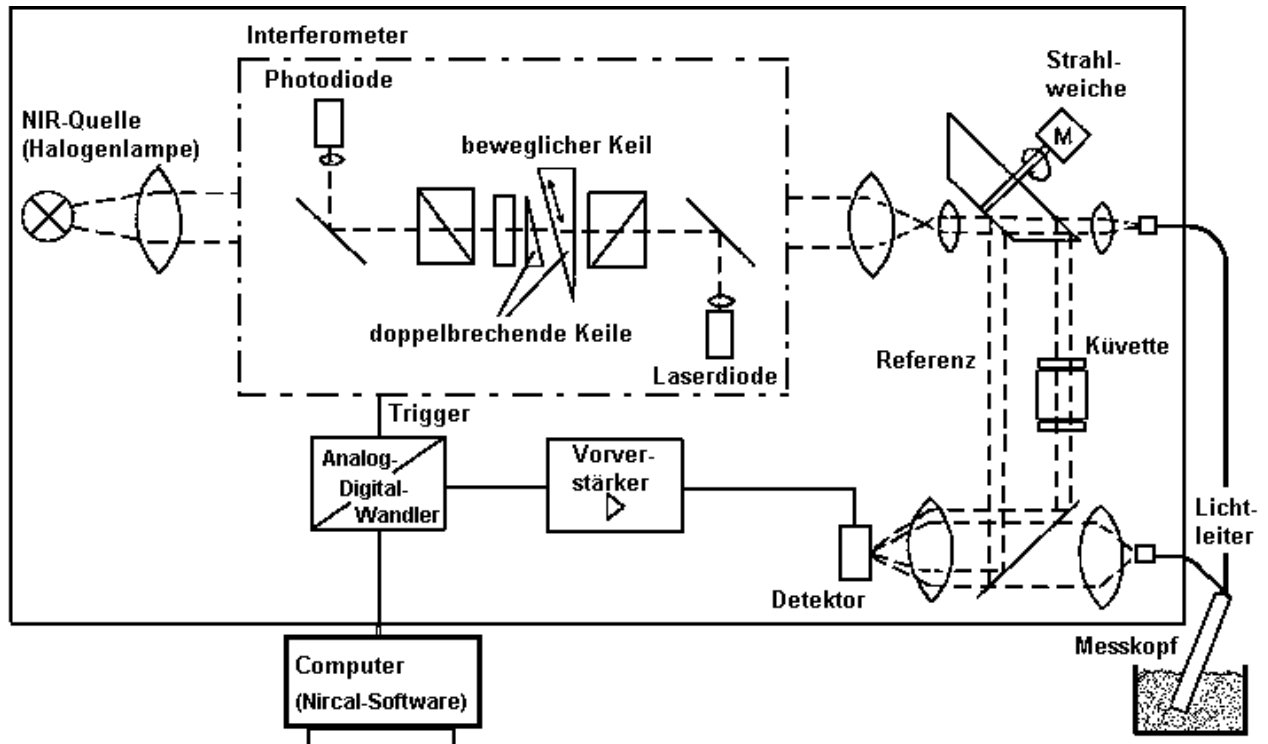 Interferometer
Photodiode
NIR-Quelle
(Halogenlampe)
beweglicher Keil
doppelbrechende Keile
Laserdiode
Strahl-
weiche
M
Referenz
Küvette
Trigger
Analog-
Digital-
Wandler
Vorver-
stärker
Detektor
Licht-
leiter
Messkopf
Computer
(Nircal-Software)